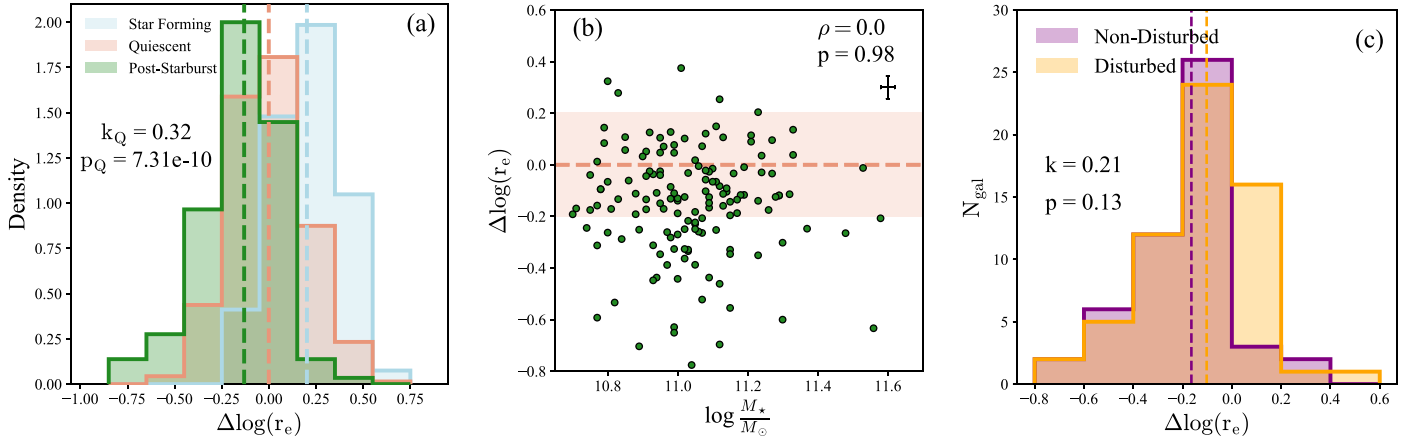 (a)
Star Forming
Quiescent
Post-Starburst
k_Q = 0.32
p_Q = 7.31e-10
Density
2.00
1.75
1.50
1.25
1.00
0.75
0.50
0.25
0.00
−1.00 −0.75 −0.50 −0.25 0.00 0.25 0.50 0.75
Δlog(r_e)
(b)
ρ = 0.0
p = 0.98
Δlog(r_e)
0.6
0.4
0.2
0.0
−0.2
−0.4
−0.6
−0.8
10.8 11.0 11.2 11.4 11.6
log M⋆/M⊙
(c)
Non-Disturbed
Disturbed
k = 0.21
p = 0.13
N_gal
30
25
20
15
10
5
0
−0.8 −0.6 −0.4 −0.2 0.0 0.2 0.4 0.6
Δlog(r_e)